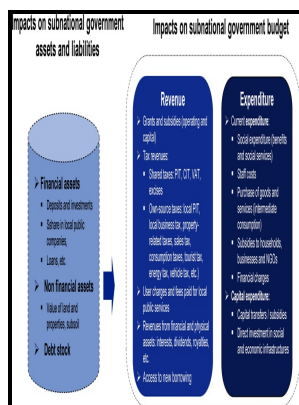 Impacts on subnational government
assets and liabilities
Impacts on subnational government budget
Financial assets
Deposits and investments
Share in local public
companies,
Loans, etc.
Non financial assets
Value of land and
properties, subsoil
Debt stock
Revenue
Grants and subsidies (operating and
capital)
Tax revenues:
Shared taxes: PIT, CIT, VAT,
excises
Own-source taxes: local PIT,
local business tax, property-
related taxes, sales tax,
consumption taxes, tourist tax,
energy tax, vehicle tax, etc.)
User charges and fees paid for local
public services
Revenues from financial and physical
assets: interests, dividends, royalties,
etc.
Access to new borrowing
Expenditure
Current expenditure:
Social expenditure (benefits
and social services)
Staff costs
Purchase of goods and
services (intermediate
consumption)
Subsidies to households,
businesses and NGOs
Financial charges
Capital expenditure:
Capital transfers / subsidies
Direct investment in social
and economic infrastructures